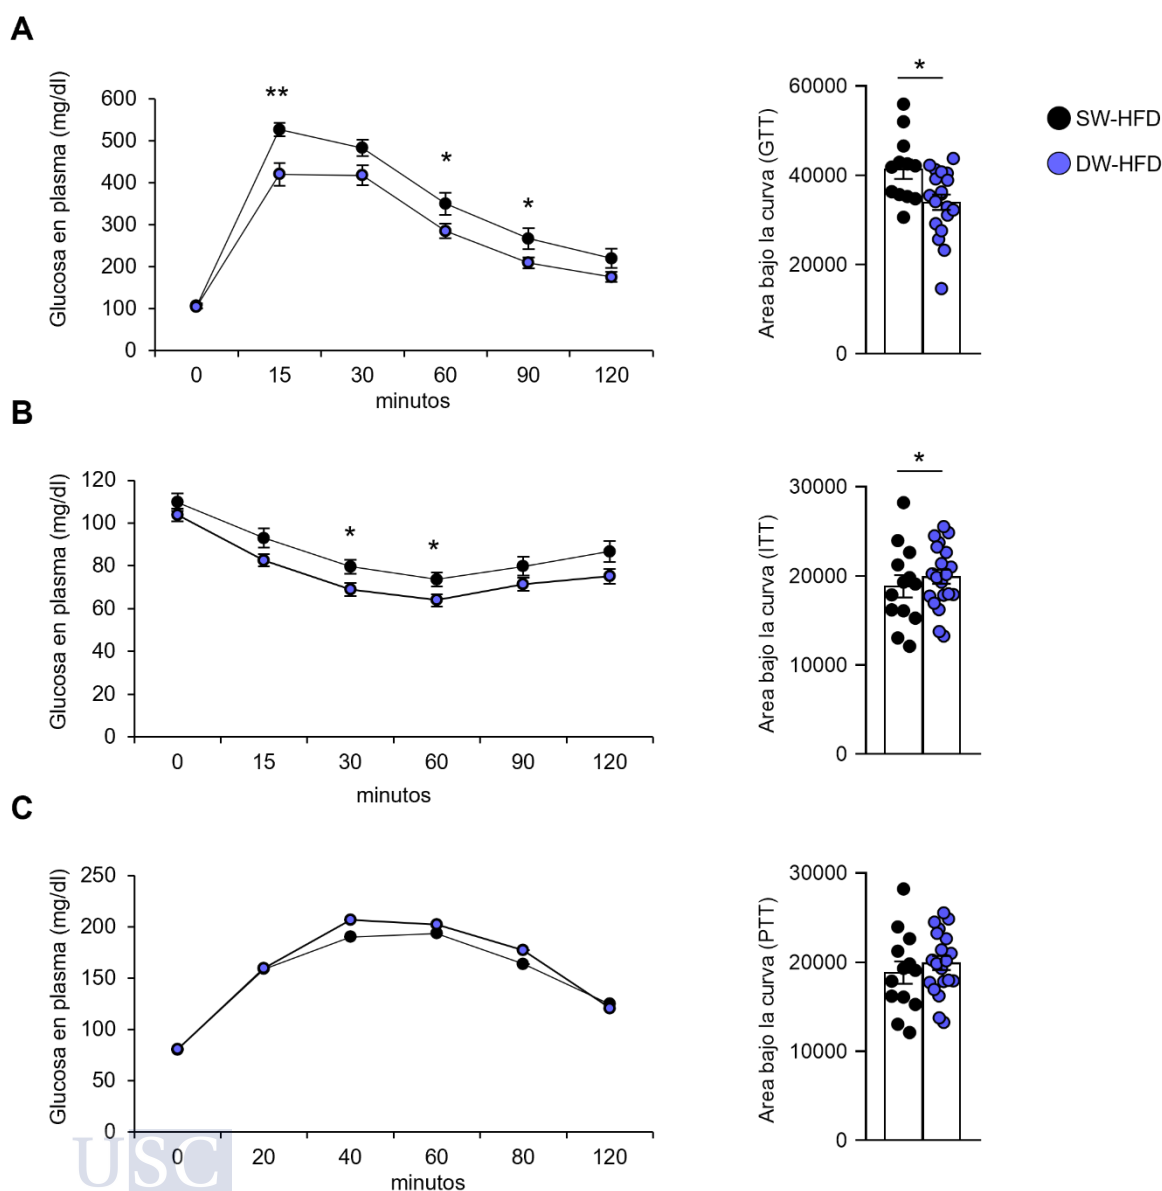 A
Glucosa en plasma (mg/dl)
600
500
400
300
200
100
0
**
*
*
0 15 30 60 90 120
minutos
Area bajo la curva (GTT)
60000
40000
20000
0
*
SW-HFD
DW-HFD
B
Glucosa en plasma (mg/dl)
120
100
80
60
40
20
0
*
*
0 15 30 60 90 120
minutos
Area bajo la curva (ITT)
30000
20000
10000
0
*
C
Glucosa en plasma (mg/dl)
250
200
150
100
50
0
0 20 40 60 80 120
minutos
Area bajo la curva (PTT)
30000
20000
10000
0
USC